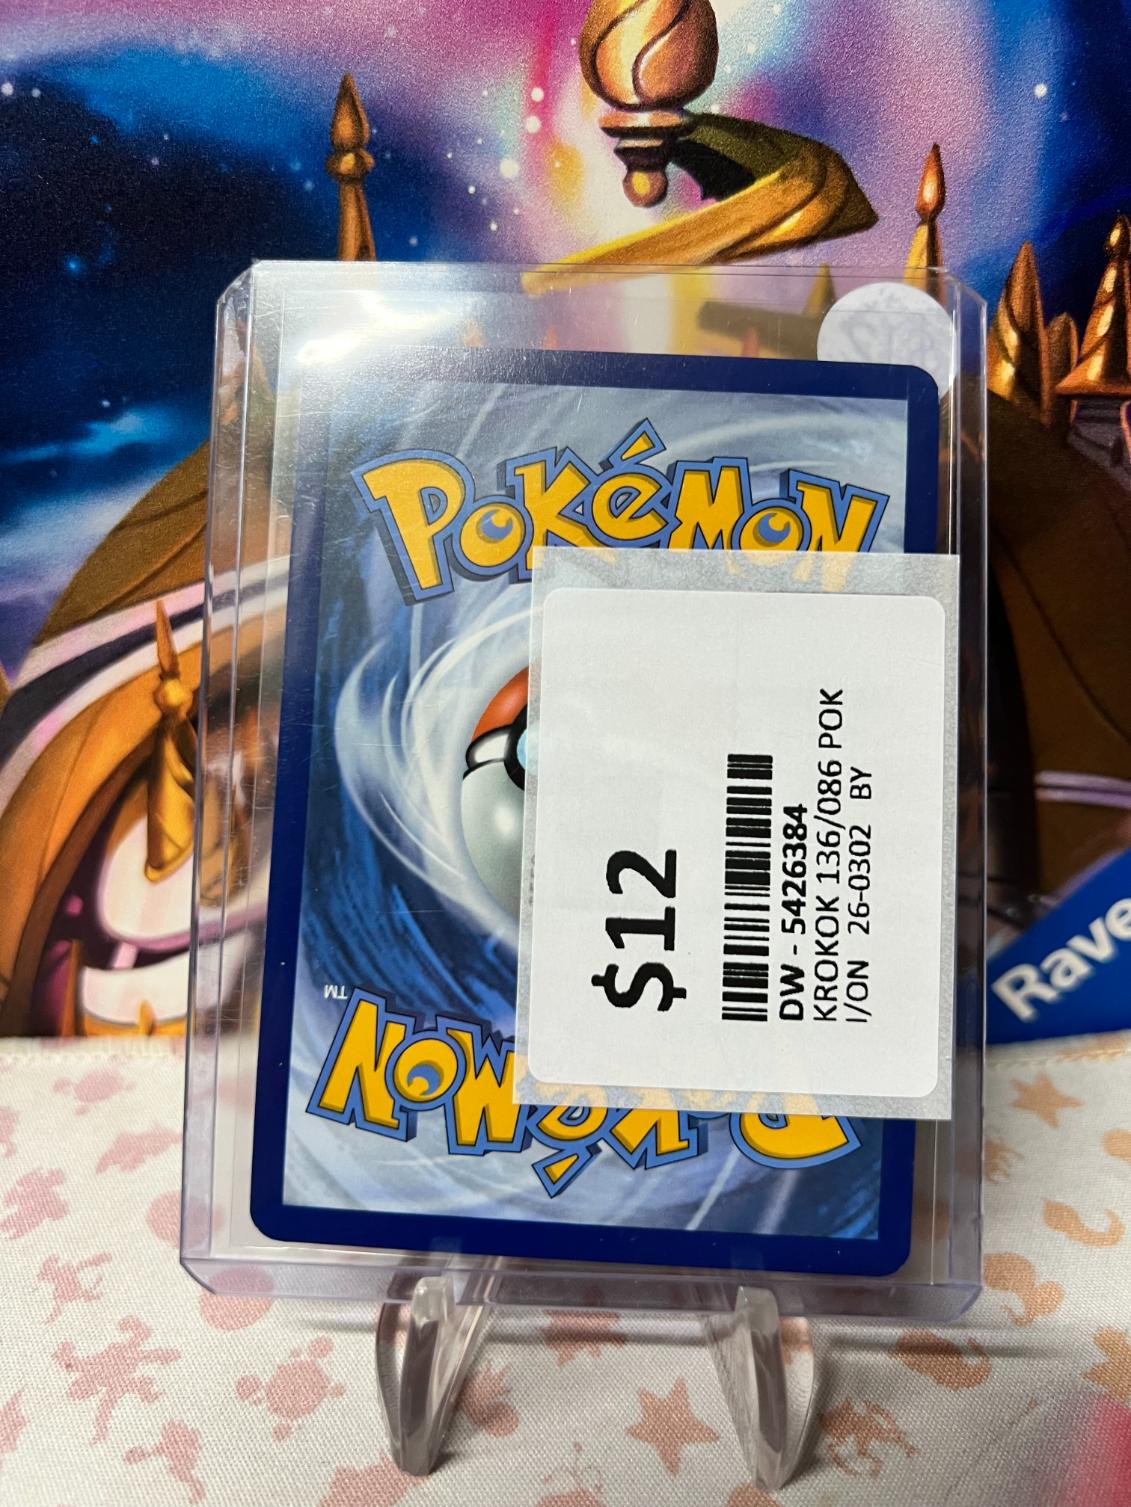 POKéMON
$12
DW - 5426384
KROKOK 136/086 POK
I/ON 26-0302 BY
Rave
POKéMON
TM